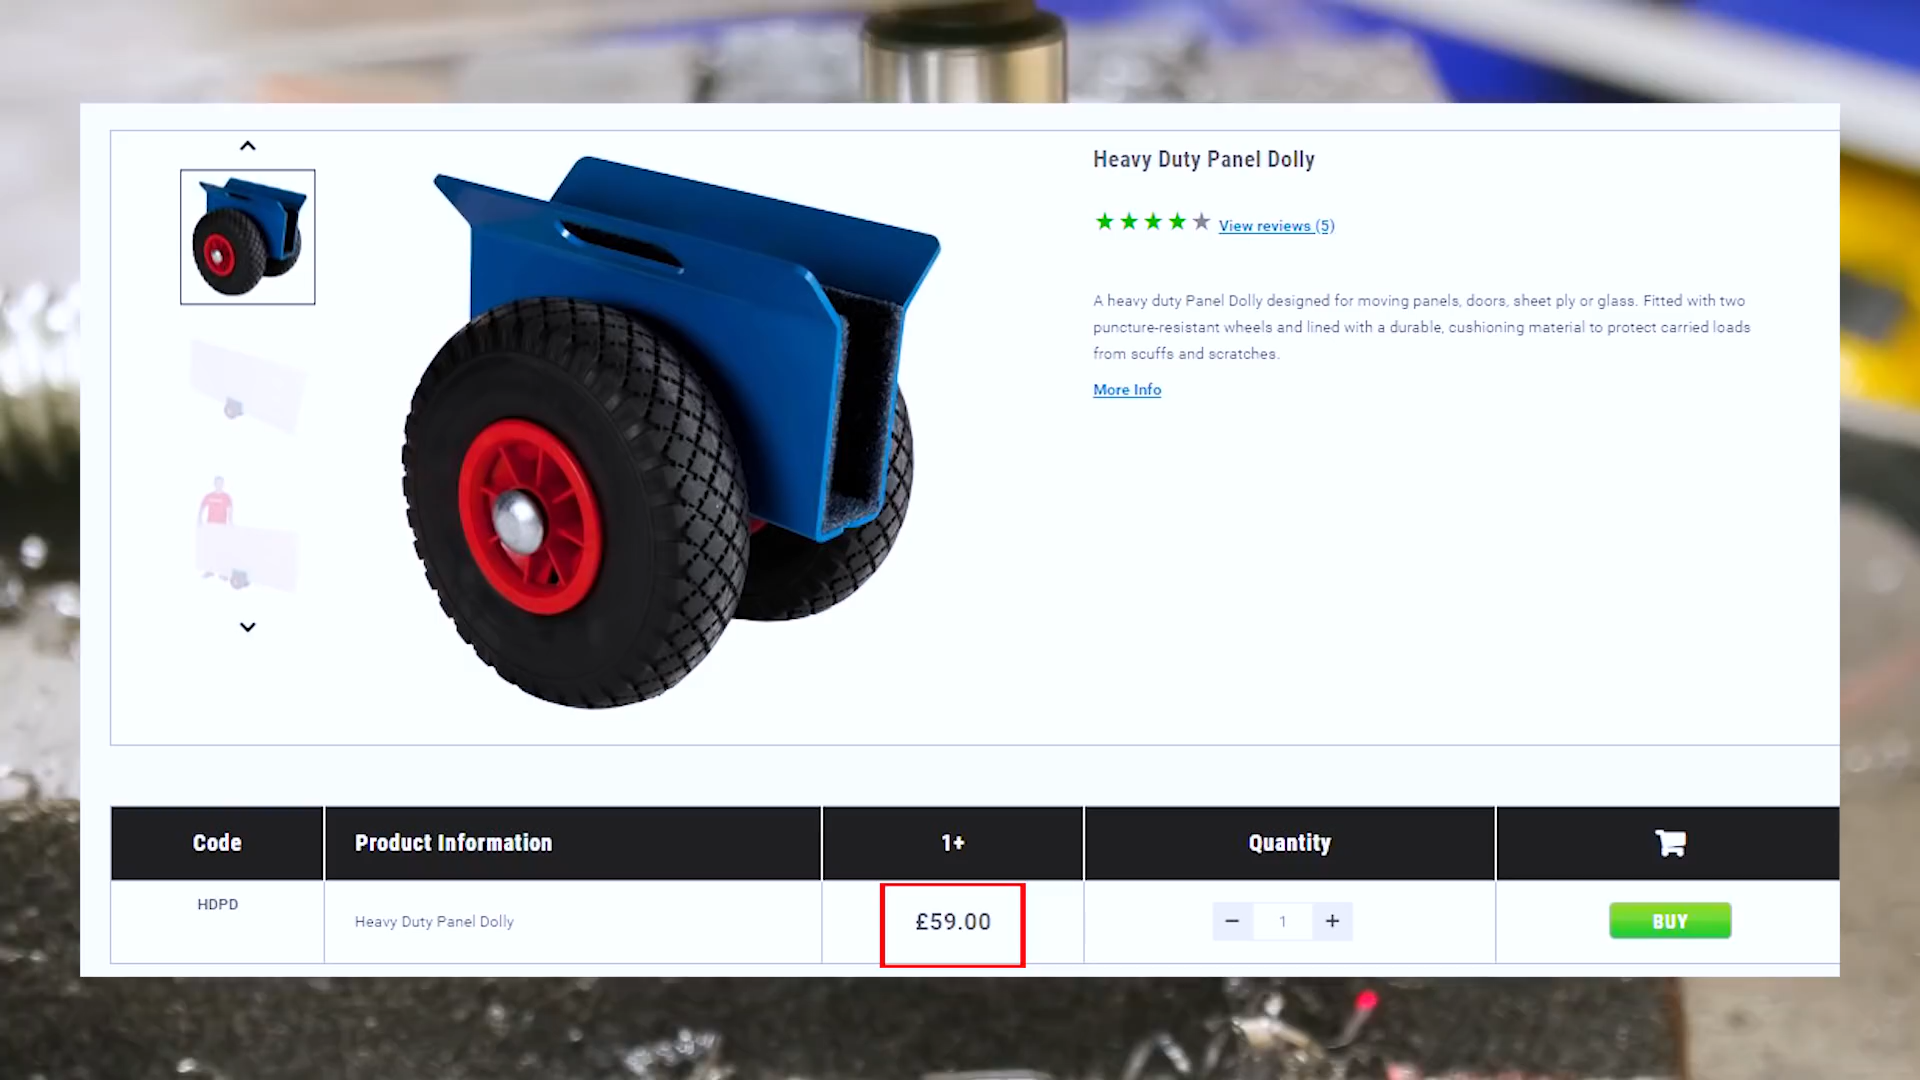 Heavy Duty Panel Dolly
View reviews (5)
A heavy duty Panel Dolly designed for moving panels, doors, sheet ply or glass. Fitted with two
puncture-resistant wheels and lined with a durable, cushioning material to protect carried loads
from scuffs and scratches.
More Info
Code Product Information 1+ Quantity
HDPD Heavy Duty Panel Dolly £59.00 − 1 + BUY